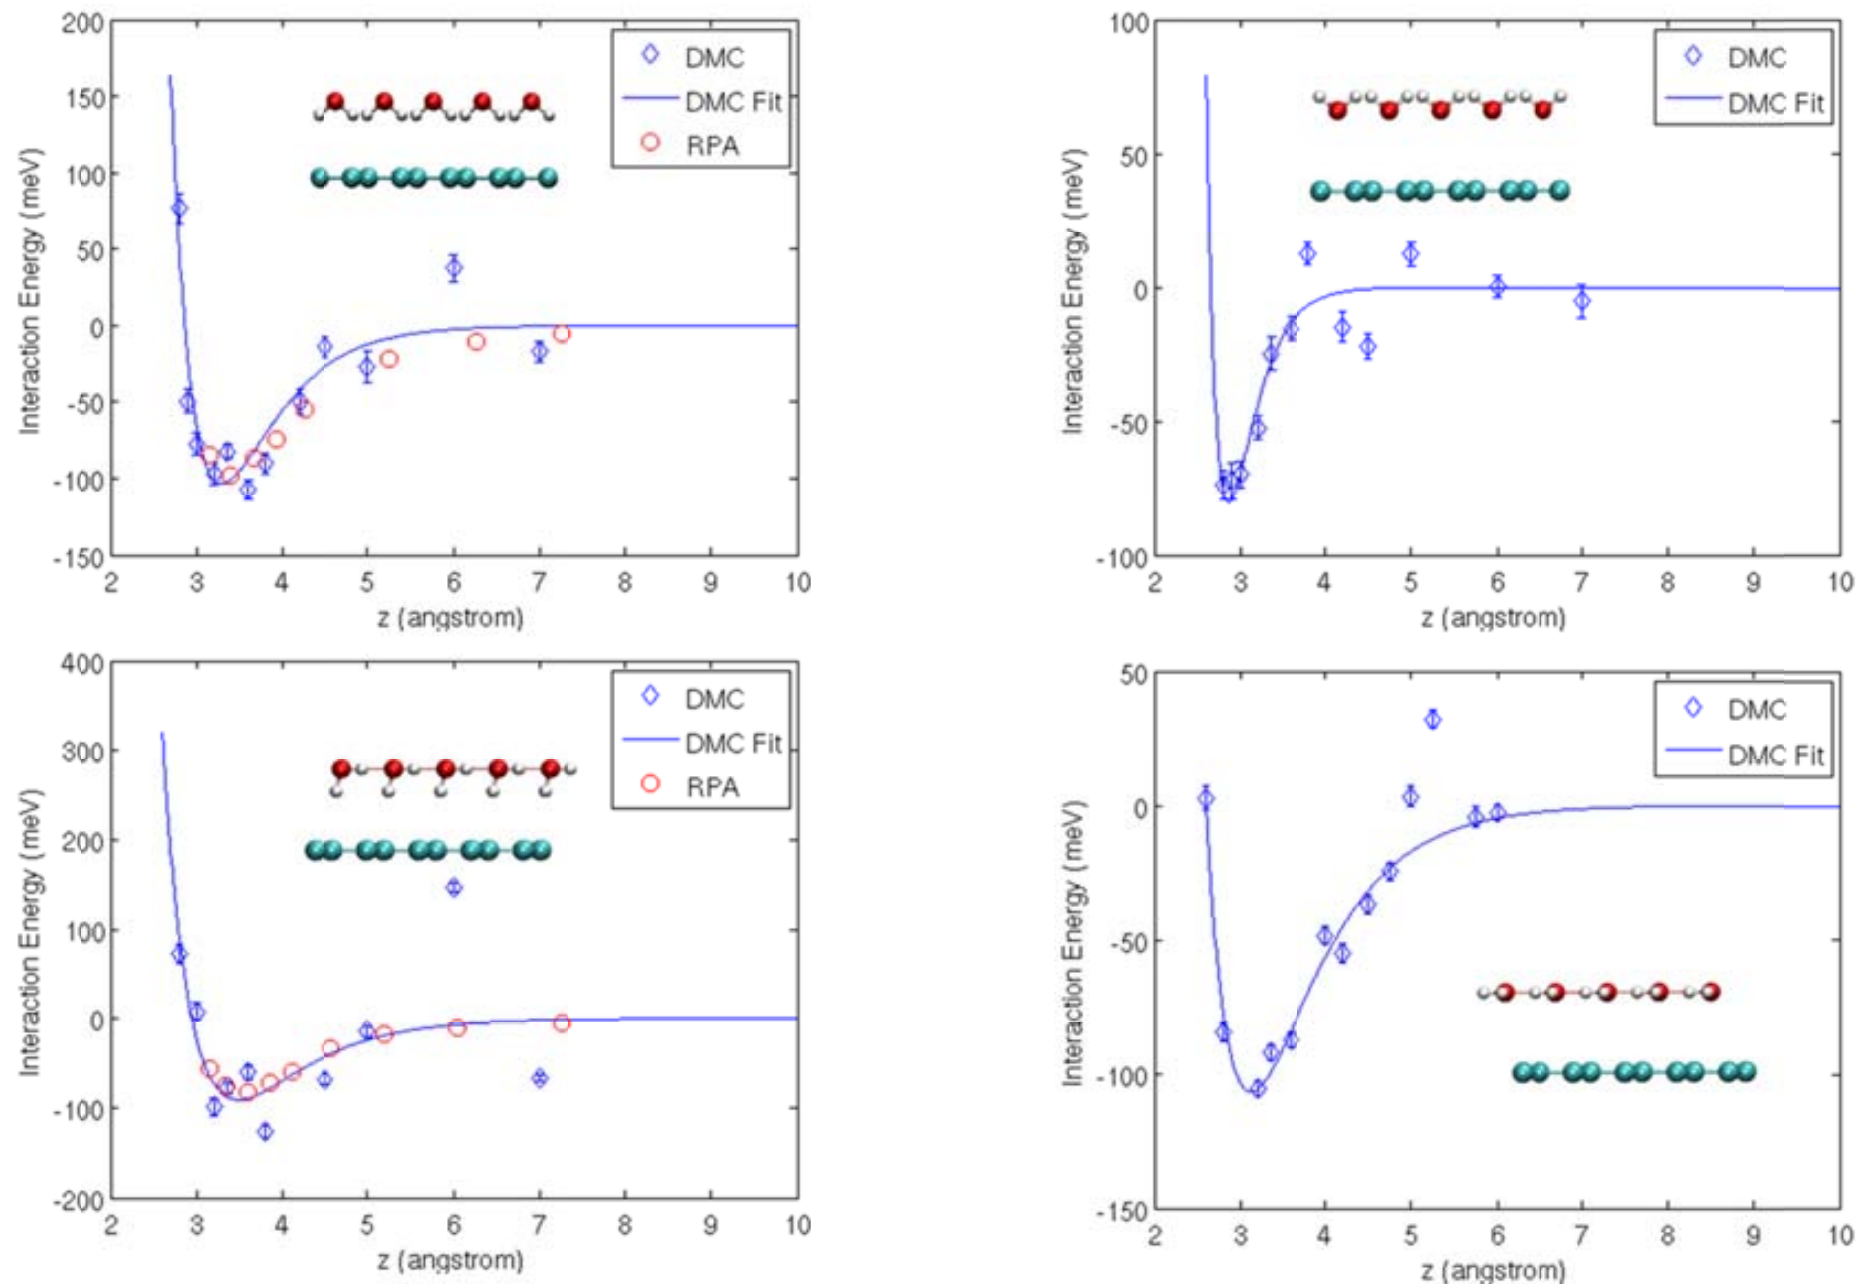 200
150
100
50
0
-50
-100
-150
2 3 4 5 6 7 8 9 10
Interaction Energy (meV)
z (angstrom)
DMC
DMC Fit
RPA
100
50
0
-50
-100
2 3 4 5 6 7 8 9 10
Interaction Energy (meV)
z (angstrom)
DMC
DMC Fit
400
300
200
100
0
-100
-200
2 3 4 5 6 7 8 9 10
Interaction Energy (meV)
z (angstrom)
DMC
DMC Fit
RPA
50
0
-50
-100
-150
2 3 4 5 6 7 8 9 10
Interaction Energy (meV)
z (angstrom)
DMC
DMC Fit